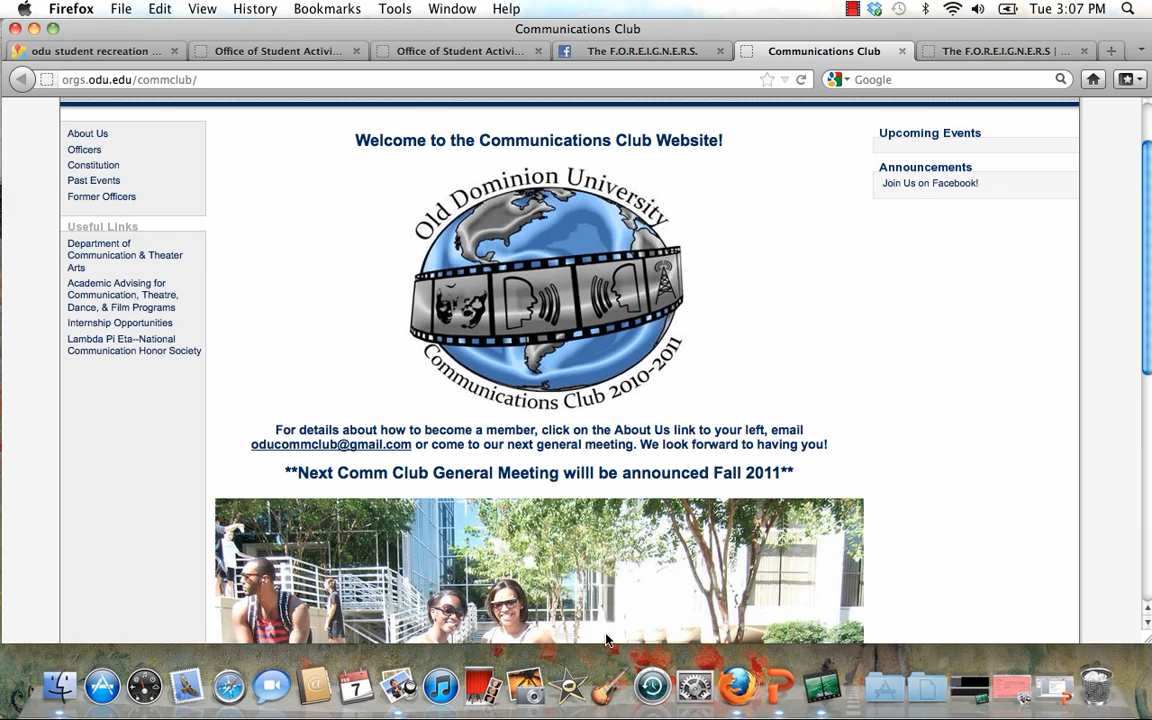 Firefox File Edit View History Bookmarks Tools Window Help Tue 3:07 PM
Communications Club
odu student recreation ... Office of Student Activi... Office of Student Activi... The F.O.R.E.I.G.N.E.R.S. Communications Club The F.O.R.E.I.G.N.E.R.S | ...
orgs.odu.edu/commclub/ Google
About Us
Officers
Constitution
Past Events
Former Officers
Useful Links
Department of
Communication & Theater
Arts
Academic Advising for
Communication, Theatre,
Dance, & Film Programs
Internship Opportunities
Lambda Pi Eta--National
Communication Honor Society
Welcome to the Communications Club Website!
Old Dominion University
Communications Club 2010-2011
For details about how to become a member, click on the About Us link to your left, email
oducommclub@gmail.com or come to our next general meeting. We look forward to having you!
**Next Comm Club General Meeting willl be announced Fall 2011**
Upcoming Events
Announcements
Join Us on Facebook!
FEB
7